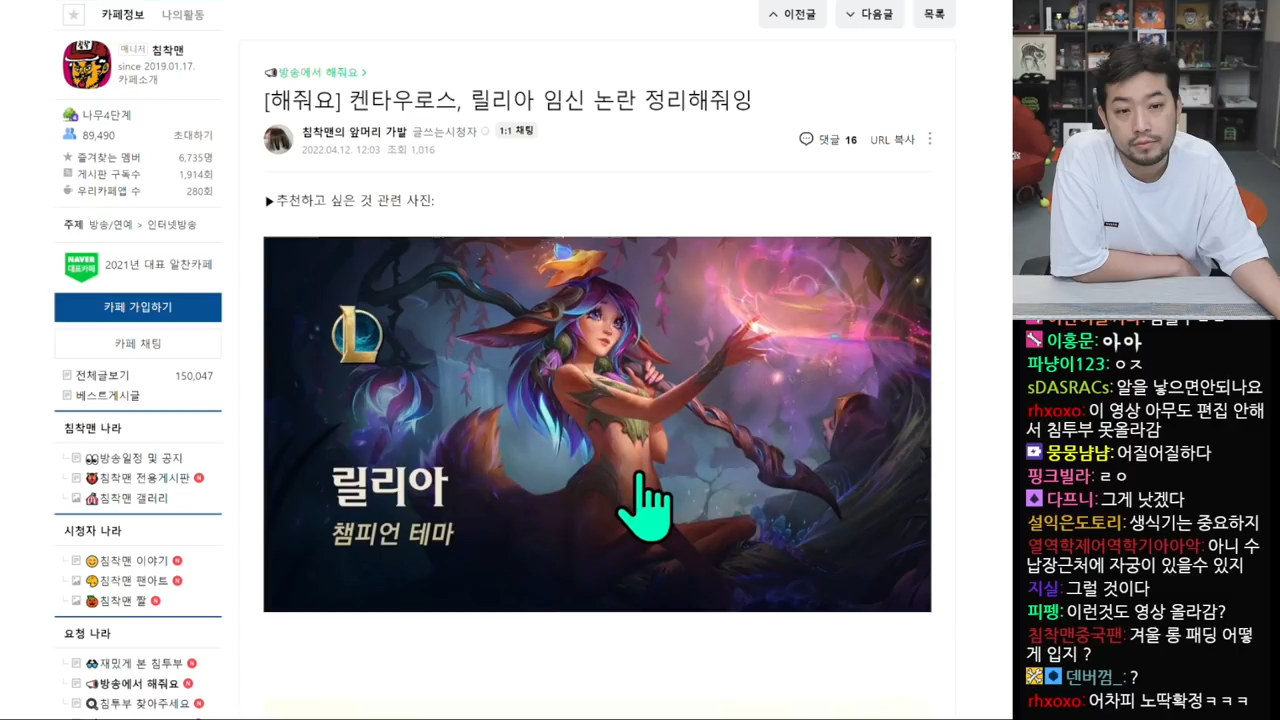 카페정보 나의활동
매니저 침착맨
since 2019.01.17.
카페소개
나무4단계
89,490 초대하기
즐겨찾는 멤버 6,735명
게시판 구독수 1,914회
우리카페앱 수 280회
주제 방송/연예 > 인터넷방송
NAVER
대표카페
2021년 대표 알찬카페
카페 가입하기
카페 채팅
전체글보기 150,047
베스트게시글
침착맨 나라
방송일정 및 공지
침착맨 전용게시판 N
침착맨 갤러리
시청자 나라
침착맨 이야기 N
침착맨 팬아트 N
침착맨 짤 N
요청 나라
재밌게 본 침투부 N
방송에서 해줘요 N
침투부 찾아주세요 N
이전글 다음글 목록
방송에서 해줘요 >
[해줘요] 켄타우로스, 릴리아 임신 논란 정리해줘잉
침착맨의 앞머리 가발 글쓰는시청자 1:1 채팅
2022.04.12. 12:03 조회 1,016
댓글 16 URL 복사
▶추천하고 싶은 것 관련 사진:
L
릴리아
챔피언 테마
이홍문: 아아
파냥이123: ㅇㅈ
sDASRACs: 알을 낳으면안되나요
rhxoxo: 이 영상 아무도 편집 안해
서 침투부 못올라감
뭉뭉냠냠: 어질어질하다
핑크빌라: ㄹㅇ
다프니: 그게 낫겠다
설익은도토리: 생식기는 중요하지
열역학제어역학기아아악: 아니 수
납장근처에 자궁이 있을수 있지
지실: 그럴 것이다
피펭: 이런것도 영상 올라감?
침착맨중국팬: 겨울 롱 패딩 어떻
게 입지 ?
덴버껌_: ?
rhxoxo: 어차피 노딱확정ㅋㅋㅋ